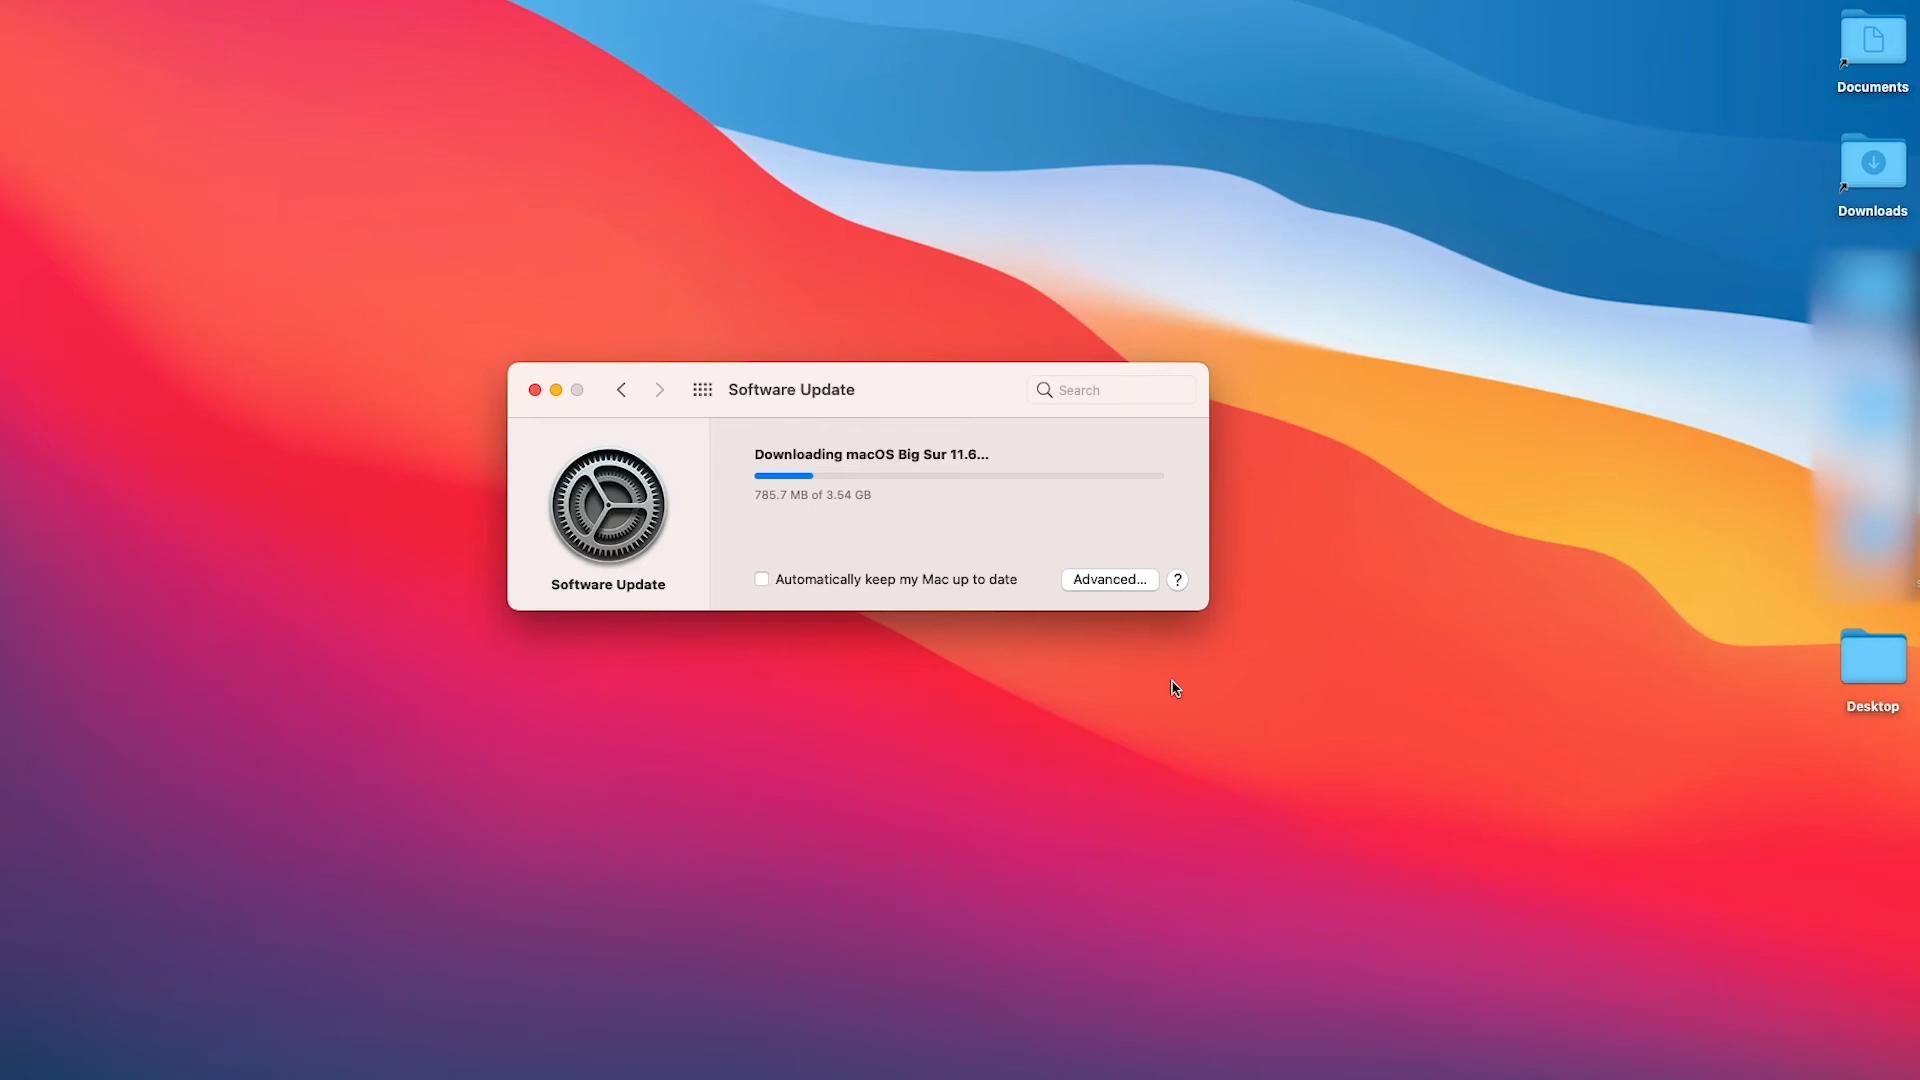 Documents
Downloads
Software Update
Search
Downloading macOS Big Sur 11.6...
785.7 MB of 3.54 GB
Software Update
Automatically keep my Mac up to date
Advanced...
?
Desktop